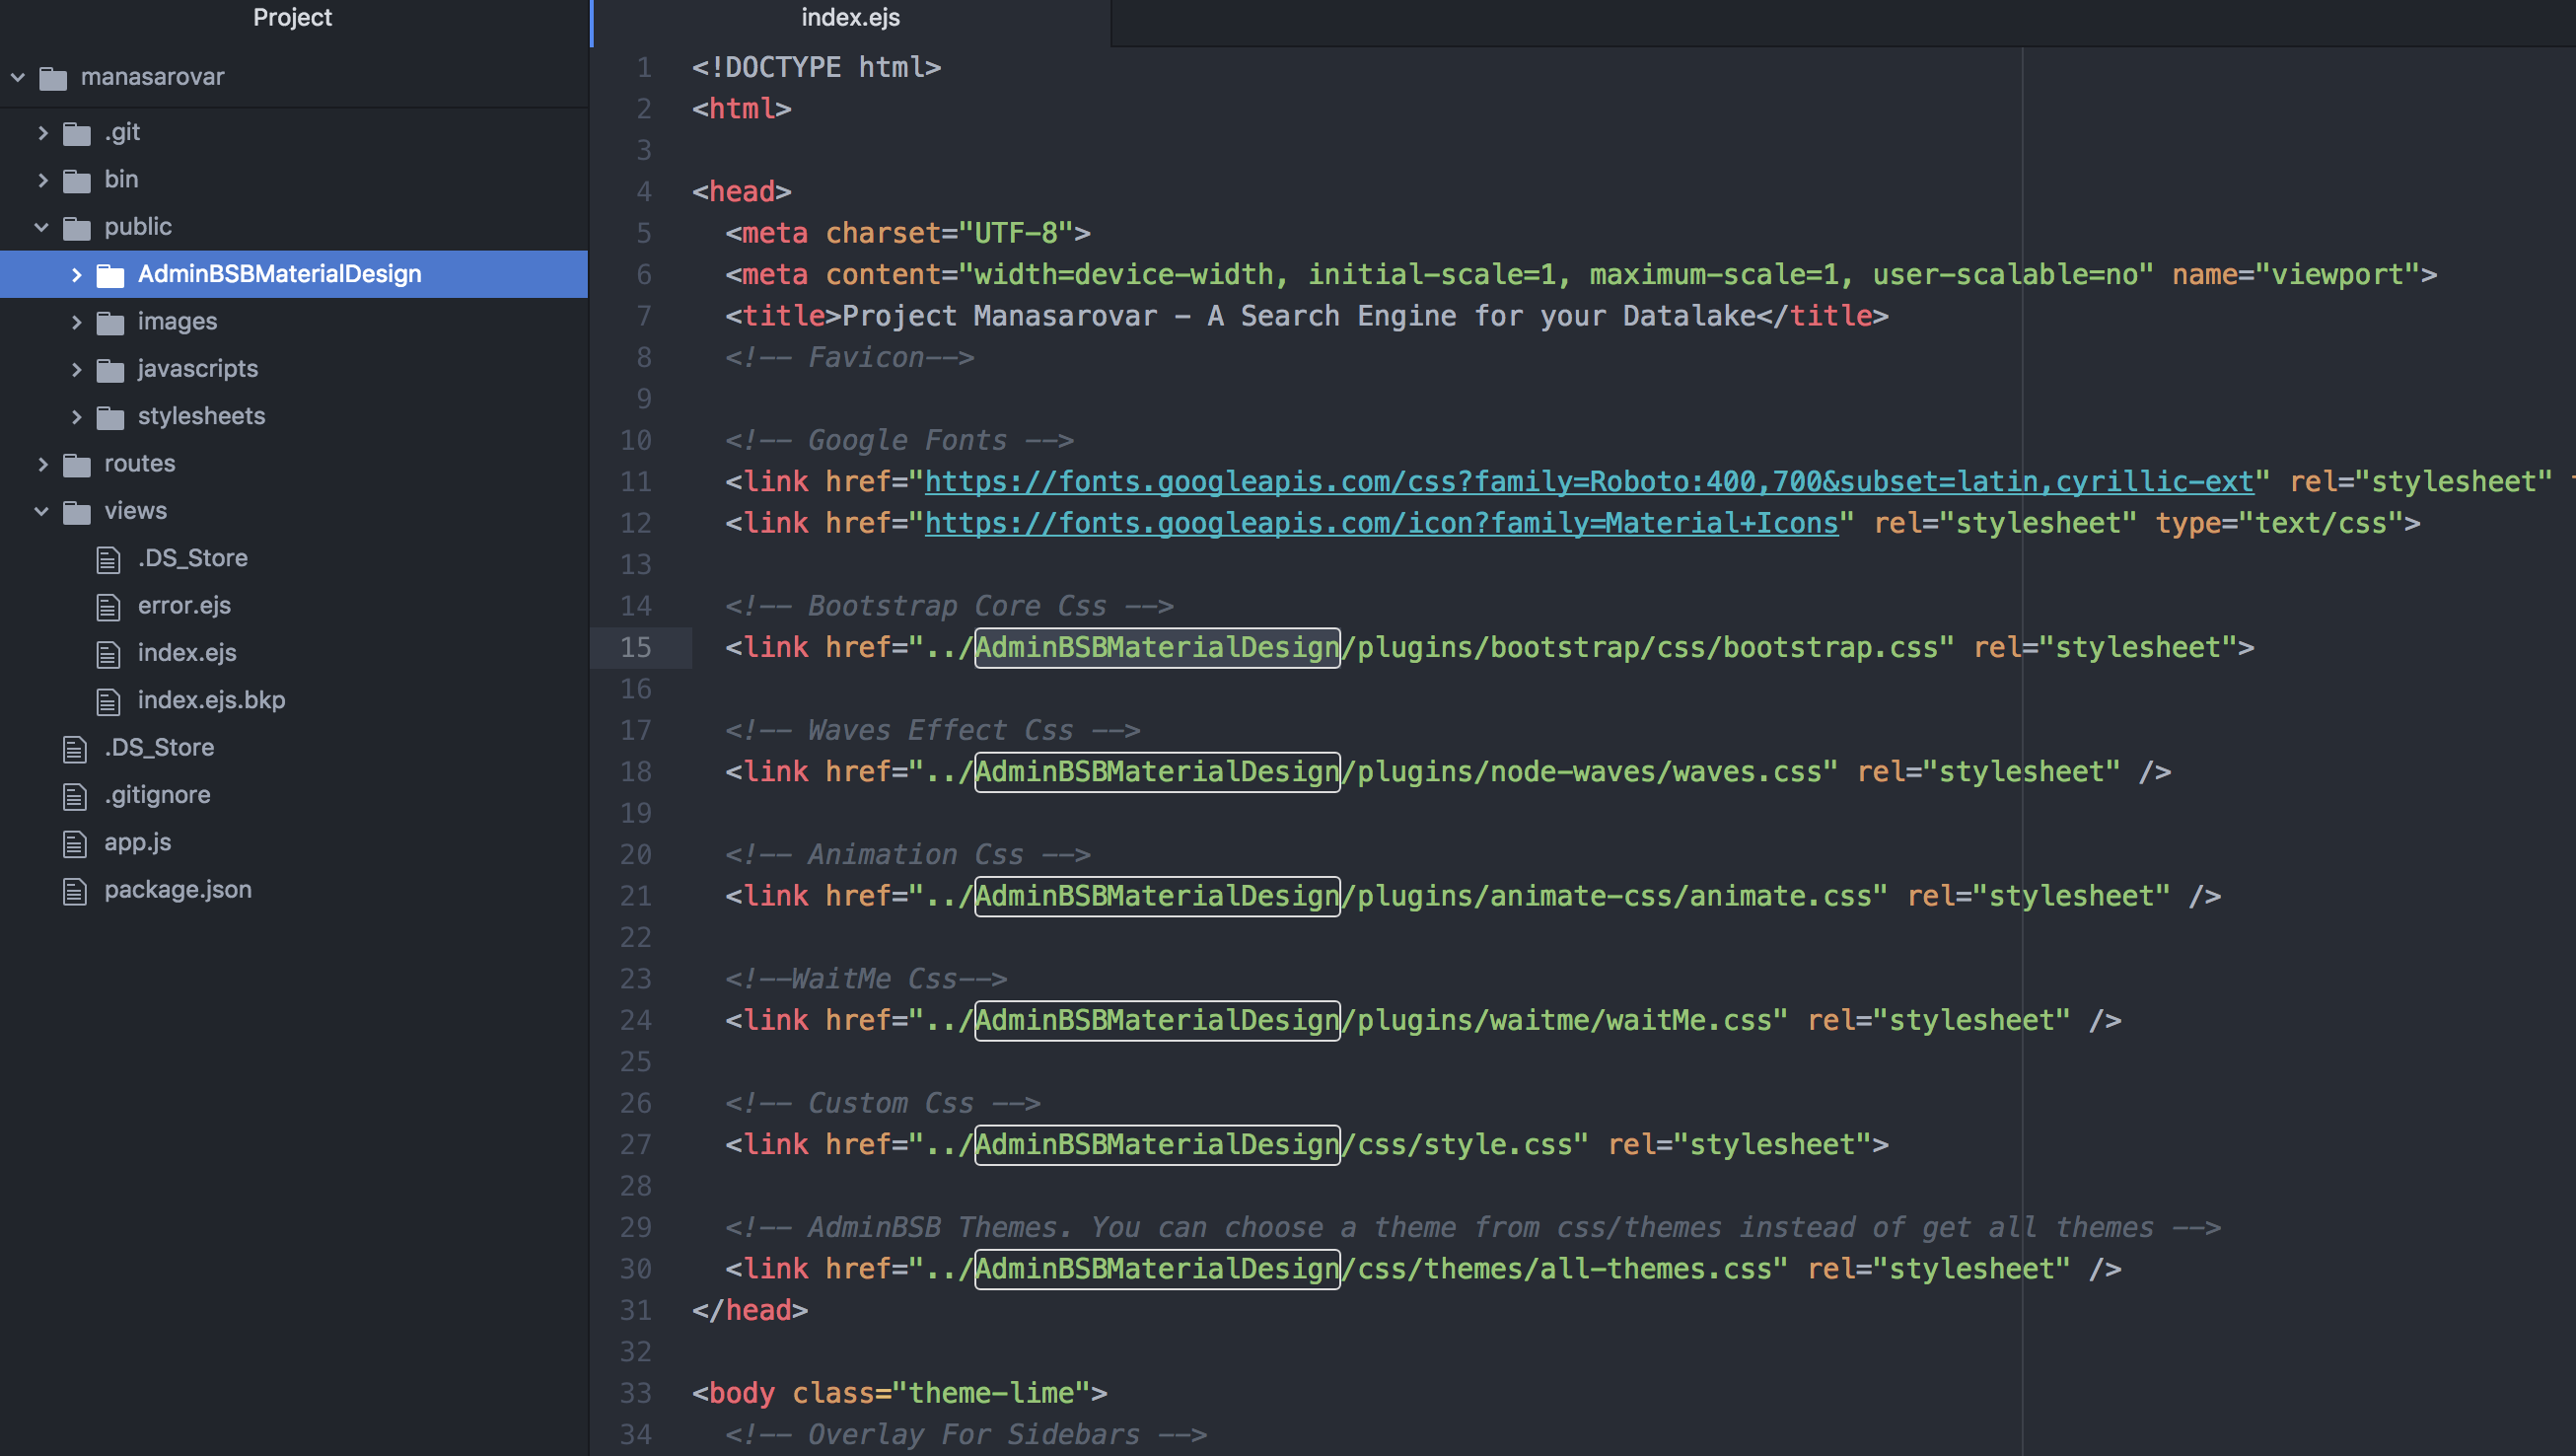 Project
manasarovar
.git
bin
public
AdminBSBMaterialDesign
images
javascripts
stylesheets
routes
views
.DS_Store
error.ejs
index.ejs
index.ejs.bkp
.DS_Store
.gitignore
app.js
package.json
index.ejs
1 <!DOCTYPE html>
2 <html>
3
4 <head>
5 <meta charset="UTF-8">
6 <meta content="width=device-width, initial-scale=1, maximum-scale=1, user-scalable=no" name="viewport">
7 <title>Project Manasarovar - A Search Engine for your Datalake</title>
8 <!-- Favicon-->
9
10 <!-- Google Fonts -->
11 <link href="https://fonts.googleapis.com/css?family=Roboto:400,700&subset=latin,cyrillic-ext" rel="stylesheet"
12 <link href="https://fonts.googleapis.com/icon?family=Material+Icons" rel="stylesheet" type="text/css">
13
14 <!-- Bootstrap Core Css -->
15 <link href="../AdminBSBMaterialDesign/plugins/bootstrap/css/bootstrap.css" rel="stylesheet">
16
17 <!-- Waves Effect Css -->
18 <link href="../AdminBSBMaterialDesign/plugins/node-waves/waves.css" rel="stylesheet" />
19
20 <!-- Animation Css -->
21 <link href="../AdminBSBMaterialDesign/plugins/animate-css/animate.css" rel="stylesheet" />
22
23 <!--WaitMe Css-->
24 <link href="../AdminBSBMaterialDesign/plugins/waitme/waitMe.css" rel="stylesheet" />
25
26 <!-- Custom Css -->
27 <link href="../AdminBSBMaterialDesign/css/style.css" rel="stylesheet">
28
29 <!-- AdminBSB Themes. You can choose a theme from css/themes instead of get all themes -->
30 <link href="../AdminBSBMaterialDesign/css/themes/all-themes.css" rel="stylesheet" />
31 </head>
32
33 <body class="theme-lime">
34 <!-- Overlay For Sidebars -->